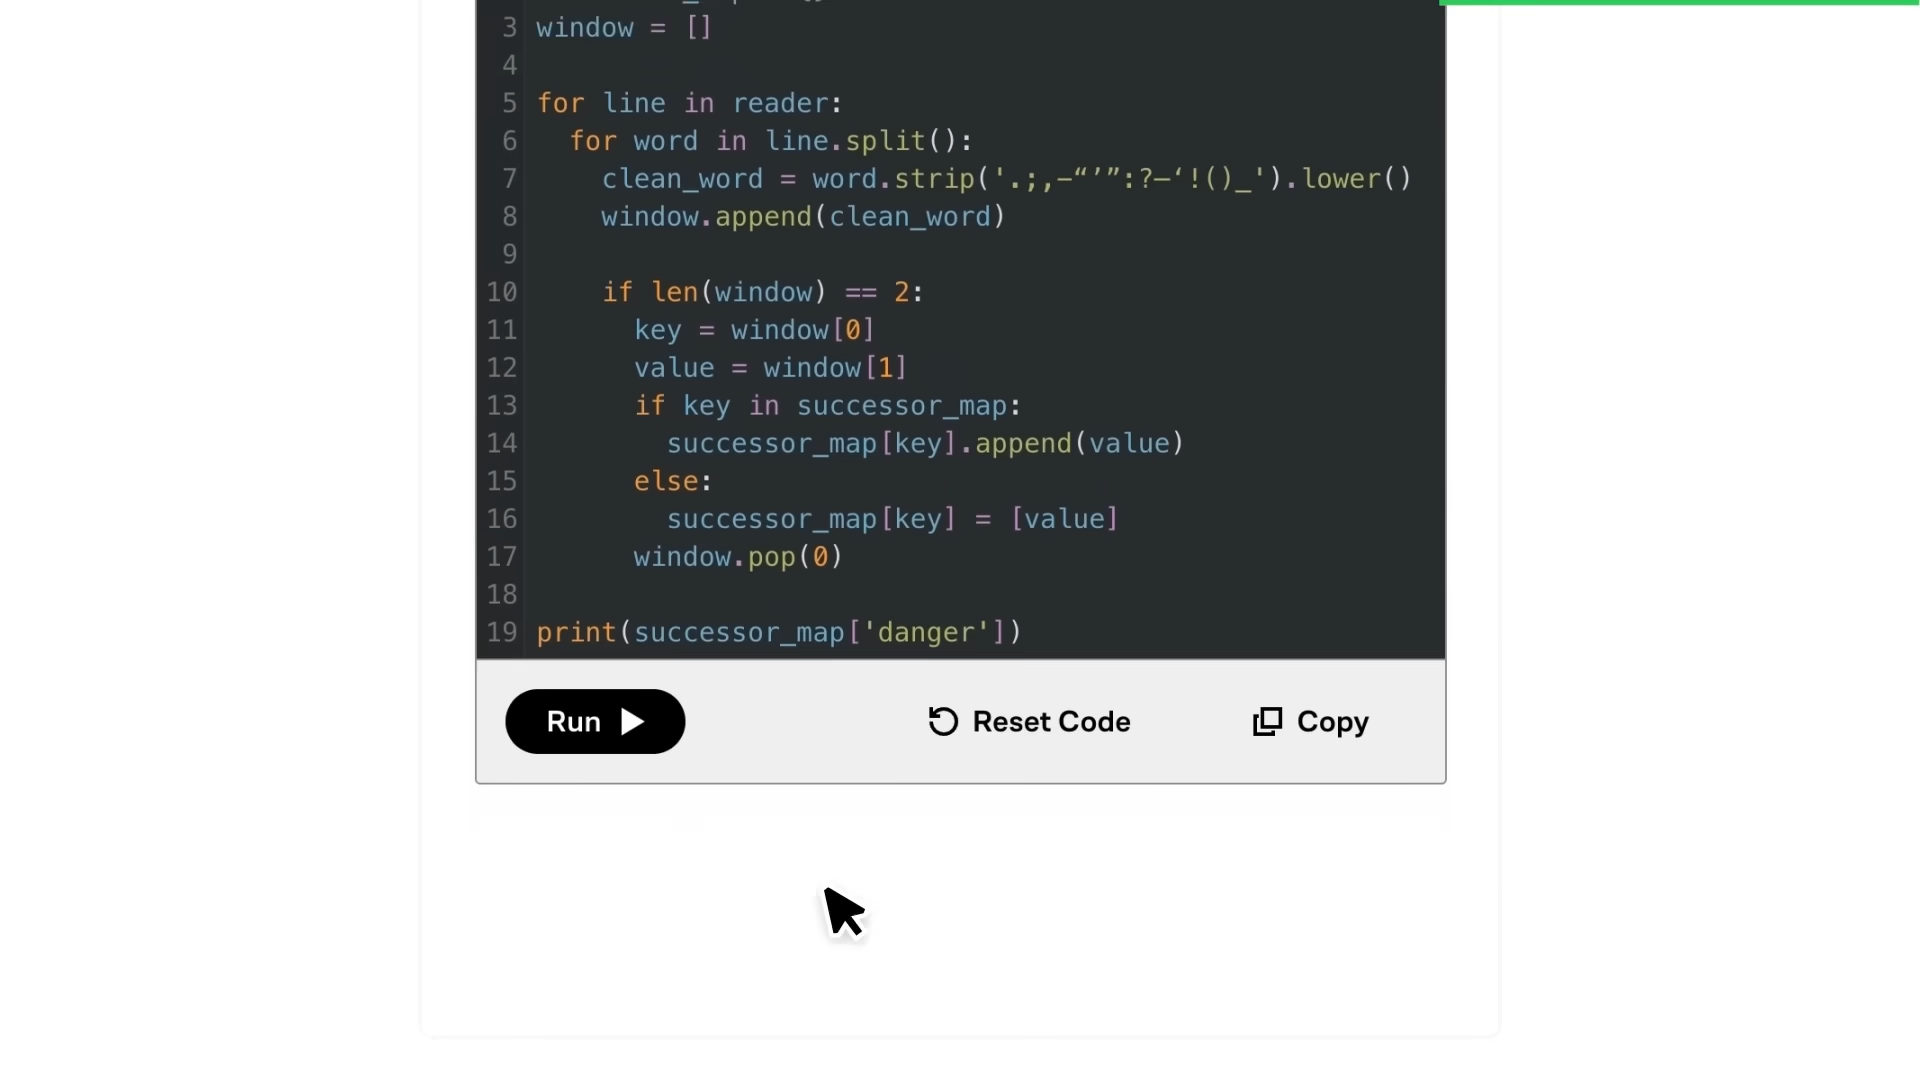 3 window = []
4
5 for line in reader:
6   for word in line.split():
7     clean_word = word.strip('.;,—“’”:?—‘!()_').lower()
8     window.append(clean_word)
9
10     if len(window) == 2:
11       key = window[0]
12       value = window[1]
13       if key in successor_map:
14         successor_map[key].append(value)
15       else:
16         successor_map[key] = [value]
17       window.pop(0)
18
19 print(successor_map['danger'])
Run Reset Code Copy